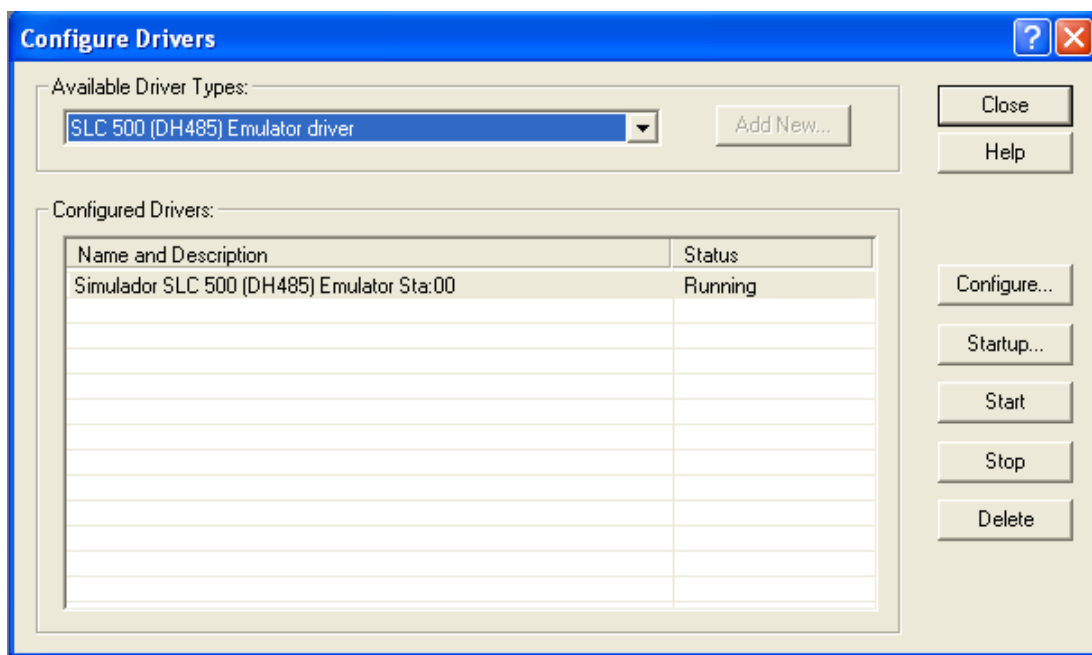 Configure Drivers
Available Driver Types:
SLC 500 (DH485) Emulator driver
Add New...
Close
Help
Configured Drivers:
Name and Description Status
Simulador SLC 500 (DH485) Emulator Sta:00 Running
Configure...
Startup...
Start
Stop
Delete